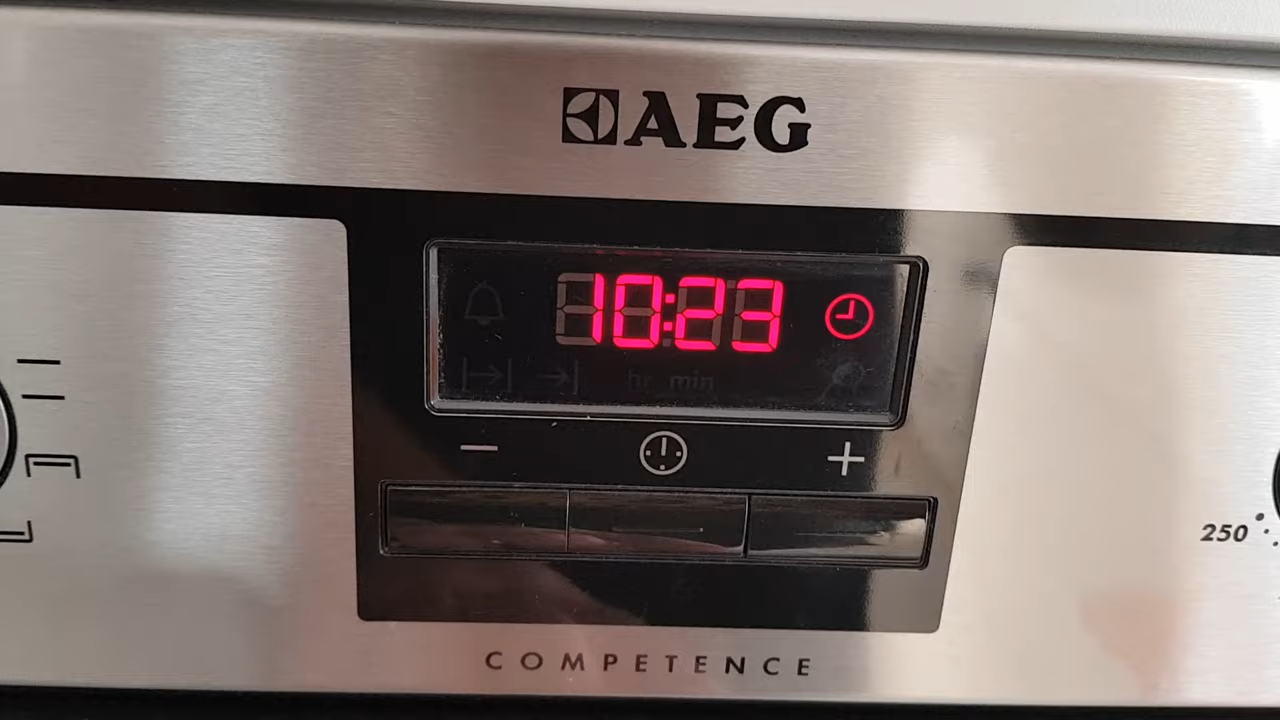 AEG
10:23
hr min
− +
250
COMPETENCE